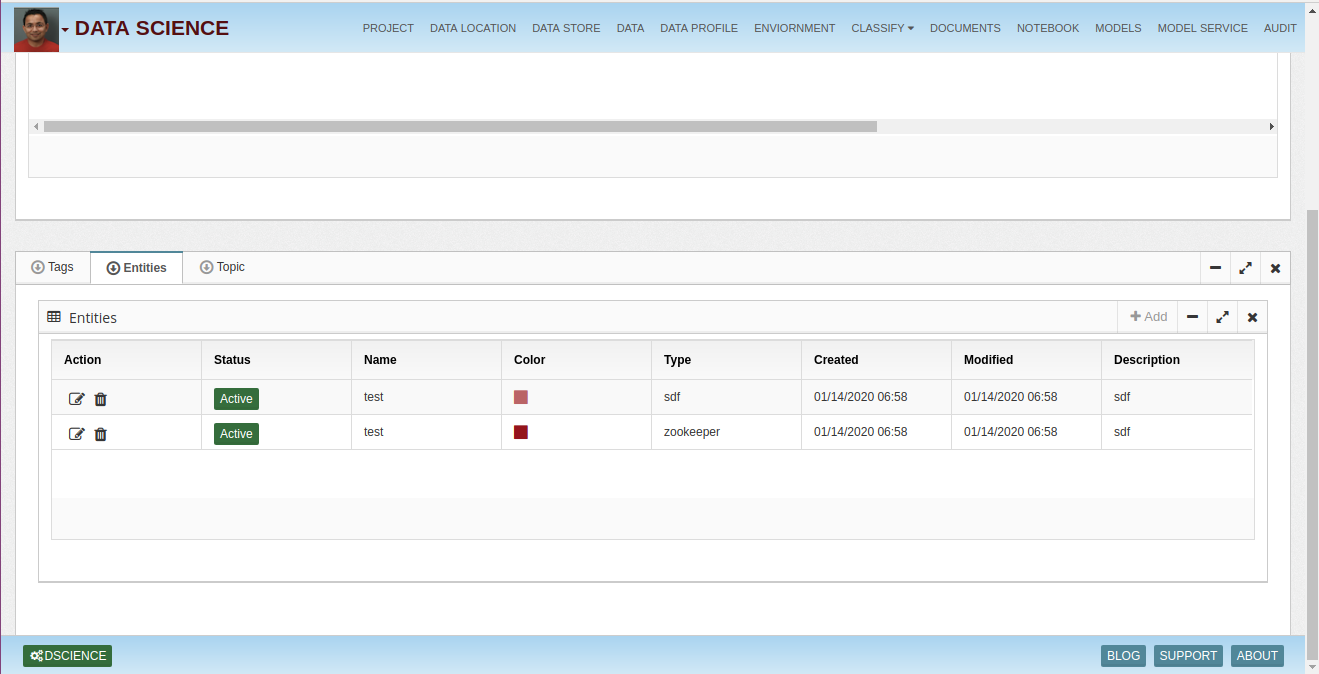 DATA SCIENCE PROJECT DATA LOCATION DATA STORE DATA DATA PROFILE ENVIORNMENT CLASSIFY DOCUMENTS NOTEBOOK MODELS MODEL SERVICE AUDIT
Tags Entities Topic
Entities Add
Action Status Name Color Type Created Modified Description
Active test sdf 01/14/2020 06:58 01/14/2020 06:58 sdf
Active test zookeeper 01/14/2020 06:58 01/14/2020 06:58 sdf
DSCIENCE BLOG SUPPORT ABOUT